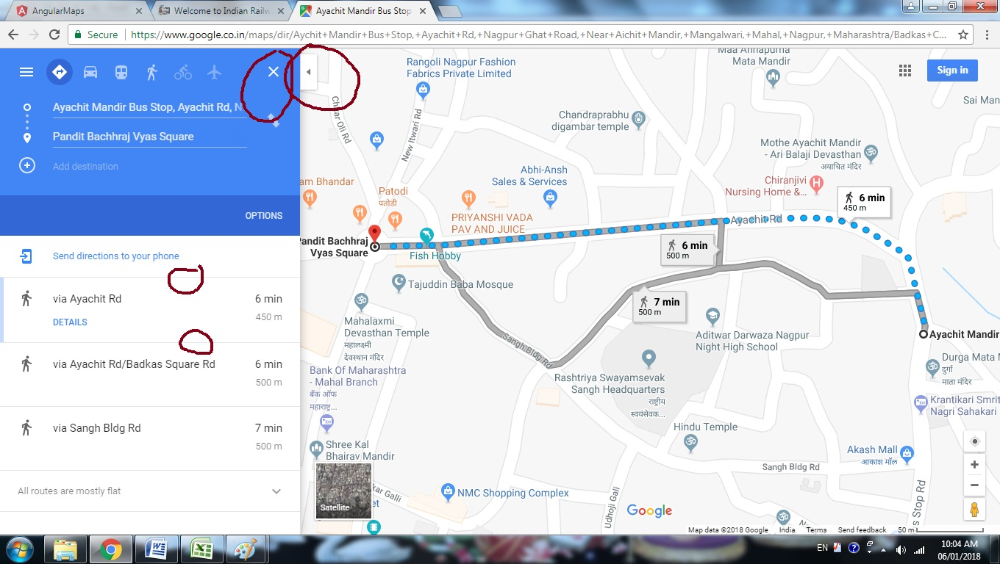 AngularMaps
Welcome to Indian Railw
Ayachit Mandir Bus Stop
Secure
https://www.google.co.in/maps/dir/Aychit+Mandir+Bus+Stop,+Ayachit+Rd,+Nagpur+Ghat+Road,+Near+Aichit+Mandir,+Mangalwari,+Mahal,+Nagpur,+Maharashtra/Badkas+C...
Ayachit Mandir Bus Stop, Ayachit Rd, N
Pandit Bachhraj Vyas Square
Add destination
OPTIONS
Send directions to your phone
via Ayachit Rd
6 min
450 m
DETAILS
via Ayachit Rd/Badkas Square Rd
6 min
500 m
via Sangh Bldg Rd
7 min
500 m
All routes are mostly flat
Maa Annapurna
Mata Mandir
Rangoli Nagpur Fashion
Fabrics Private Limited
Sign in
Sai Man
Chitar Oli Rd
New Itwari Rd
Chandraprabhu
digambar temple
Mothe Ayachit Mandir
- Ari Balaji Devasthan
अयाचित मंदिर
Abhi-Ansh
Sales & Services
Chiranjivi
Nursing Home &...
am Bhandar
Patodi
पतोडी
6 min
450 m
PRIYANSHI VADA
PAV AND JUICE
Ayachit Rd
Pandit Bachhraj
Vyas Square
Fish Hobby
6 min
500 m
Tajuddin Baba Mosque
7 min
500 m
Mahalaxmi
Devasthan Temple
महालक्ष्मी
देवस्थान मंदिर
Sangh Bldg Rd
Aditwar Darwaza Nagpur
Night High School
Ayachit Mandir
Durga Mata M
दुर्गा
माता मंदिर
Bank Of Maharashtra
- Mahal Branch
बँक ऑफ
महाराष्ट्र...
Rashtriya Swayamsevak
Sangh Headquarters
राष्ट्रीय
स्वयंसेवक...
Krantikari Smrit
Nagri Sahakari
Hindu Temple
Shree Kal
Bhairav Mandir
Akash Mall
आकाश मॉल
Sangh Bldg Rd
kar Galli
et
NMC Shopping Complex
Udhoji Gali
s Stop Rd
Satellite
Google
Na
Map data ©2018 Google
India
Terms
Send feedback
50 m
EN
10:04 AM
06/01/2018